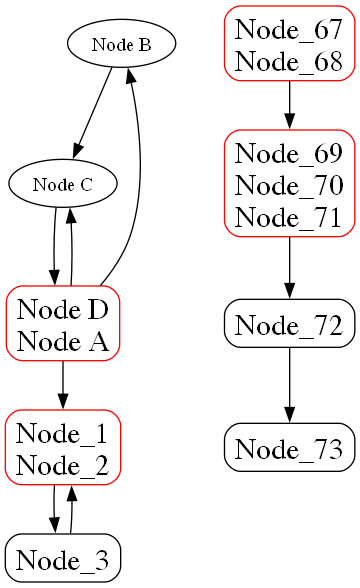 Node B
Node C
Node D
Node A
Node_1
Node_2
Node_3
Node_67
Node_68
Node_69
Node_70
Node_71
Node_72
Node_73